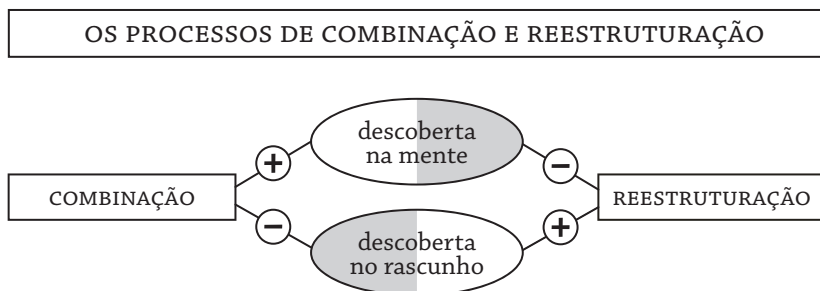 OS PROCESSOS DE COMBINAÇÃO E REESTRUTURAÇÃO
descoberta
na mente
+
−
COMBINAÇÃO
REESTRUTURAÇÃO
−
+
descoberta
no rascunho